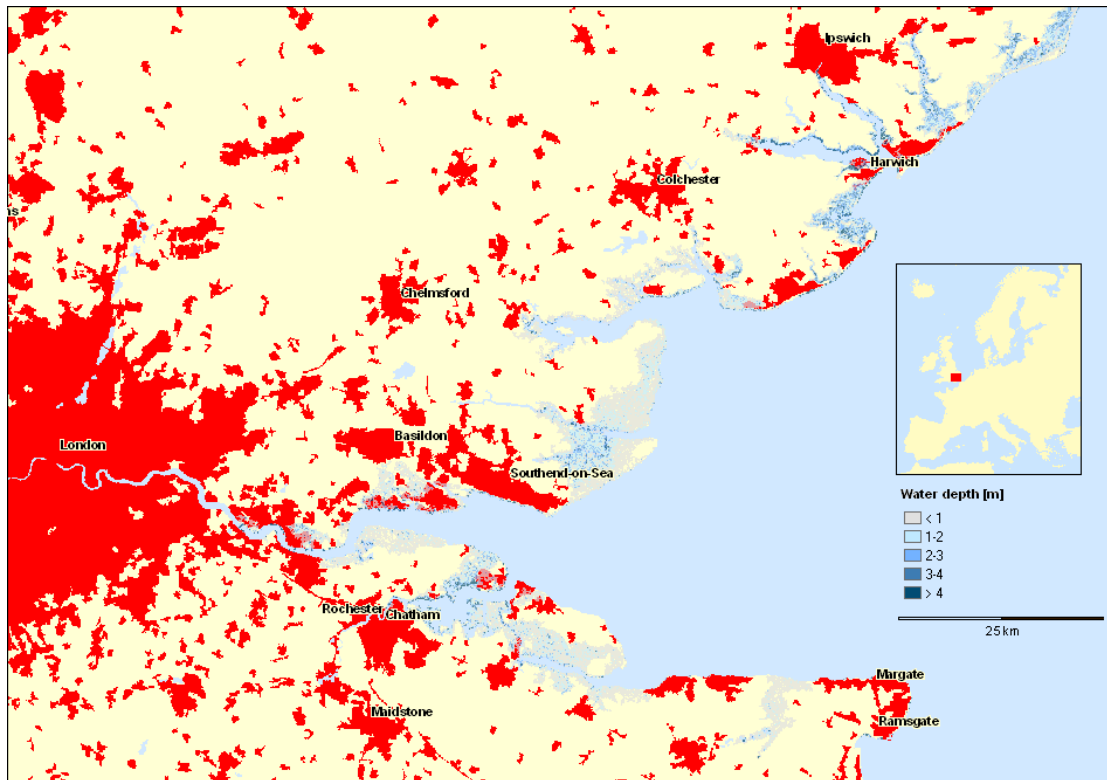 Ipswich
Harwich
Colchester
ns
Chelmsford
London
Basildon
Southend-on-Sea
Rochester
Chatham
Maidstone
Margate
Ramsgate
Water depth [m]
< 1
1-2
2-3
3-4
> 4
25 km